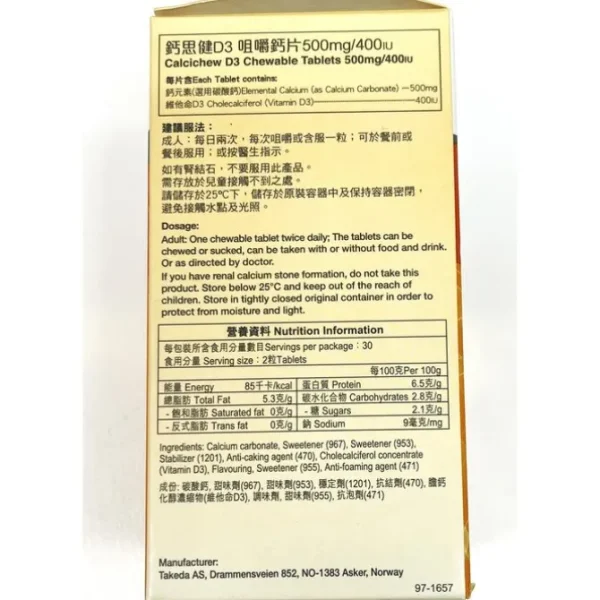 鈣思健D3 咀嚼鈣片500mg/400IU
Calcichew D3 Chewable Tablets 500mg/400IU
每片含Each Tablet contains:
鈣元素(選用碳酸鈣)Elemental Calcium (as Calcium Carbonate) —500mg
維他命D3 Cholecalciferol (Vitamin D3)————————400IU
建議服法：
成人：每日兩次，每次咀嚼或含服一粒；可於餐前或
餐後服用；或按醫生指示。
如有腎結石，不要服用此產品。
需存放於兒童接觸不到之處。
請儲存於25℃下，儲存於原裝容器中及保持容器密閉，
避免接觸水點及光照。
Dosage:
Adult: One chewable tablet twice daily; The tablets can be
chewed or sucked, can be taken with or without food and drink.
Or as directed by doctor.
If you have renal calcium stone formation, do not take this
product. Store below 25°C and keep out of the reach of
children. Store in tightly closed original container in order to
protect from moisture and light.
營養資料 Nutrition Information
每包裝所含食用分量數目Servings per package：30
食用分量 Serving size：2粒Tablets
每100克Per 100g
能量 Energy 85千卡/kcal 蛋白質 Protein 6.5克/g
總脂肪 Total Fat 5.3克/g 碳水化合物 Carbohydrates 2.8克/g
- 飽和脂肪 Saturated fat 0克/g - 糖 Sugars 2.1克/g
- 反式脂肪 Trans fat 0克/g 鈉 Sodium 9毫克/mg
Ingredients: Calcium carbonate, Sweetener (967), Sweetener (953),
Stabilizer (1201), Anti-caking agent (470), Cholecalciferol concentrate
(Vitamin D3), Flavouring, Sweetener (955), Anti-foaming agent (471)
成份: 碳酸鈣, 甜味劑(967), 甜味劑(953), 穩定劑(1201), 抗結劑(470), 膽鈣
化醇濃縮物(維他命D3), 調味劑, 甜味劑(955), 抗泡劑(471)
Manufacturer:
Takeda AS, Drammensveien 852, NO-1383 Asker, Norway
97-1657